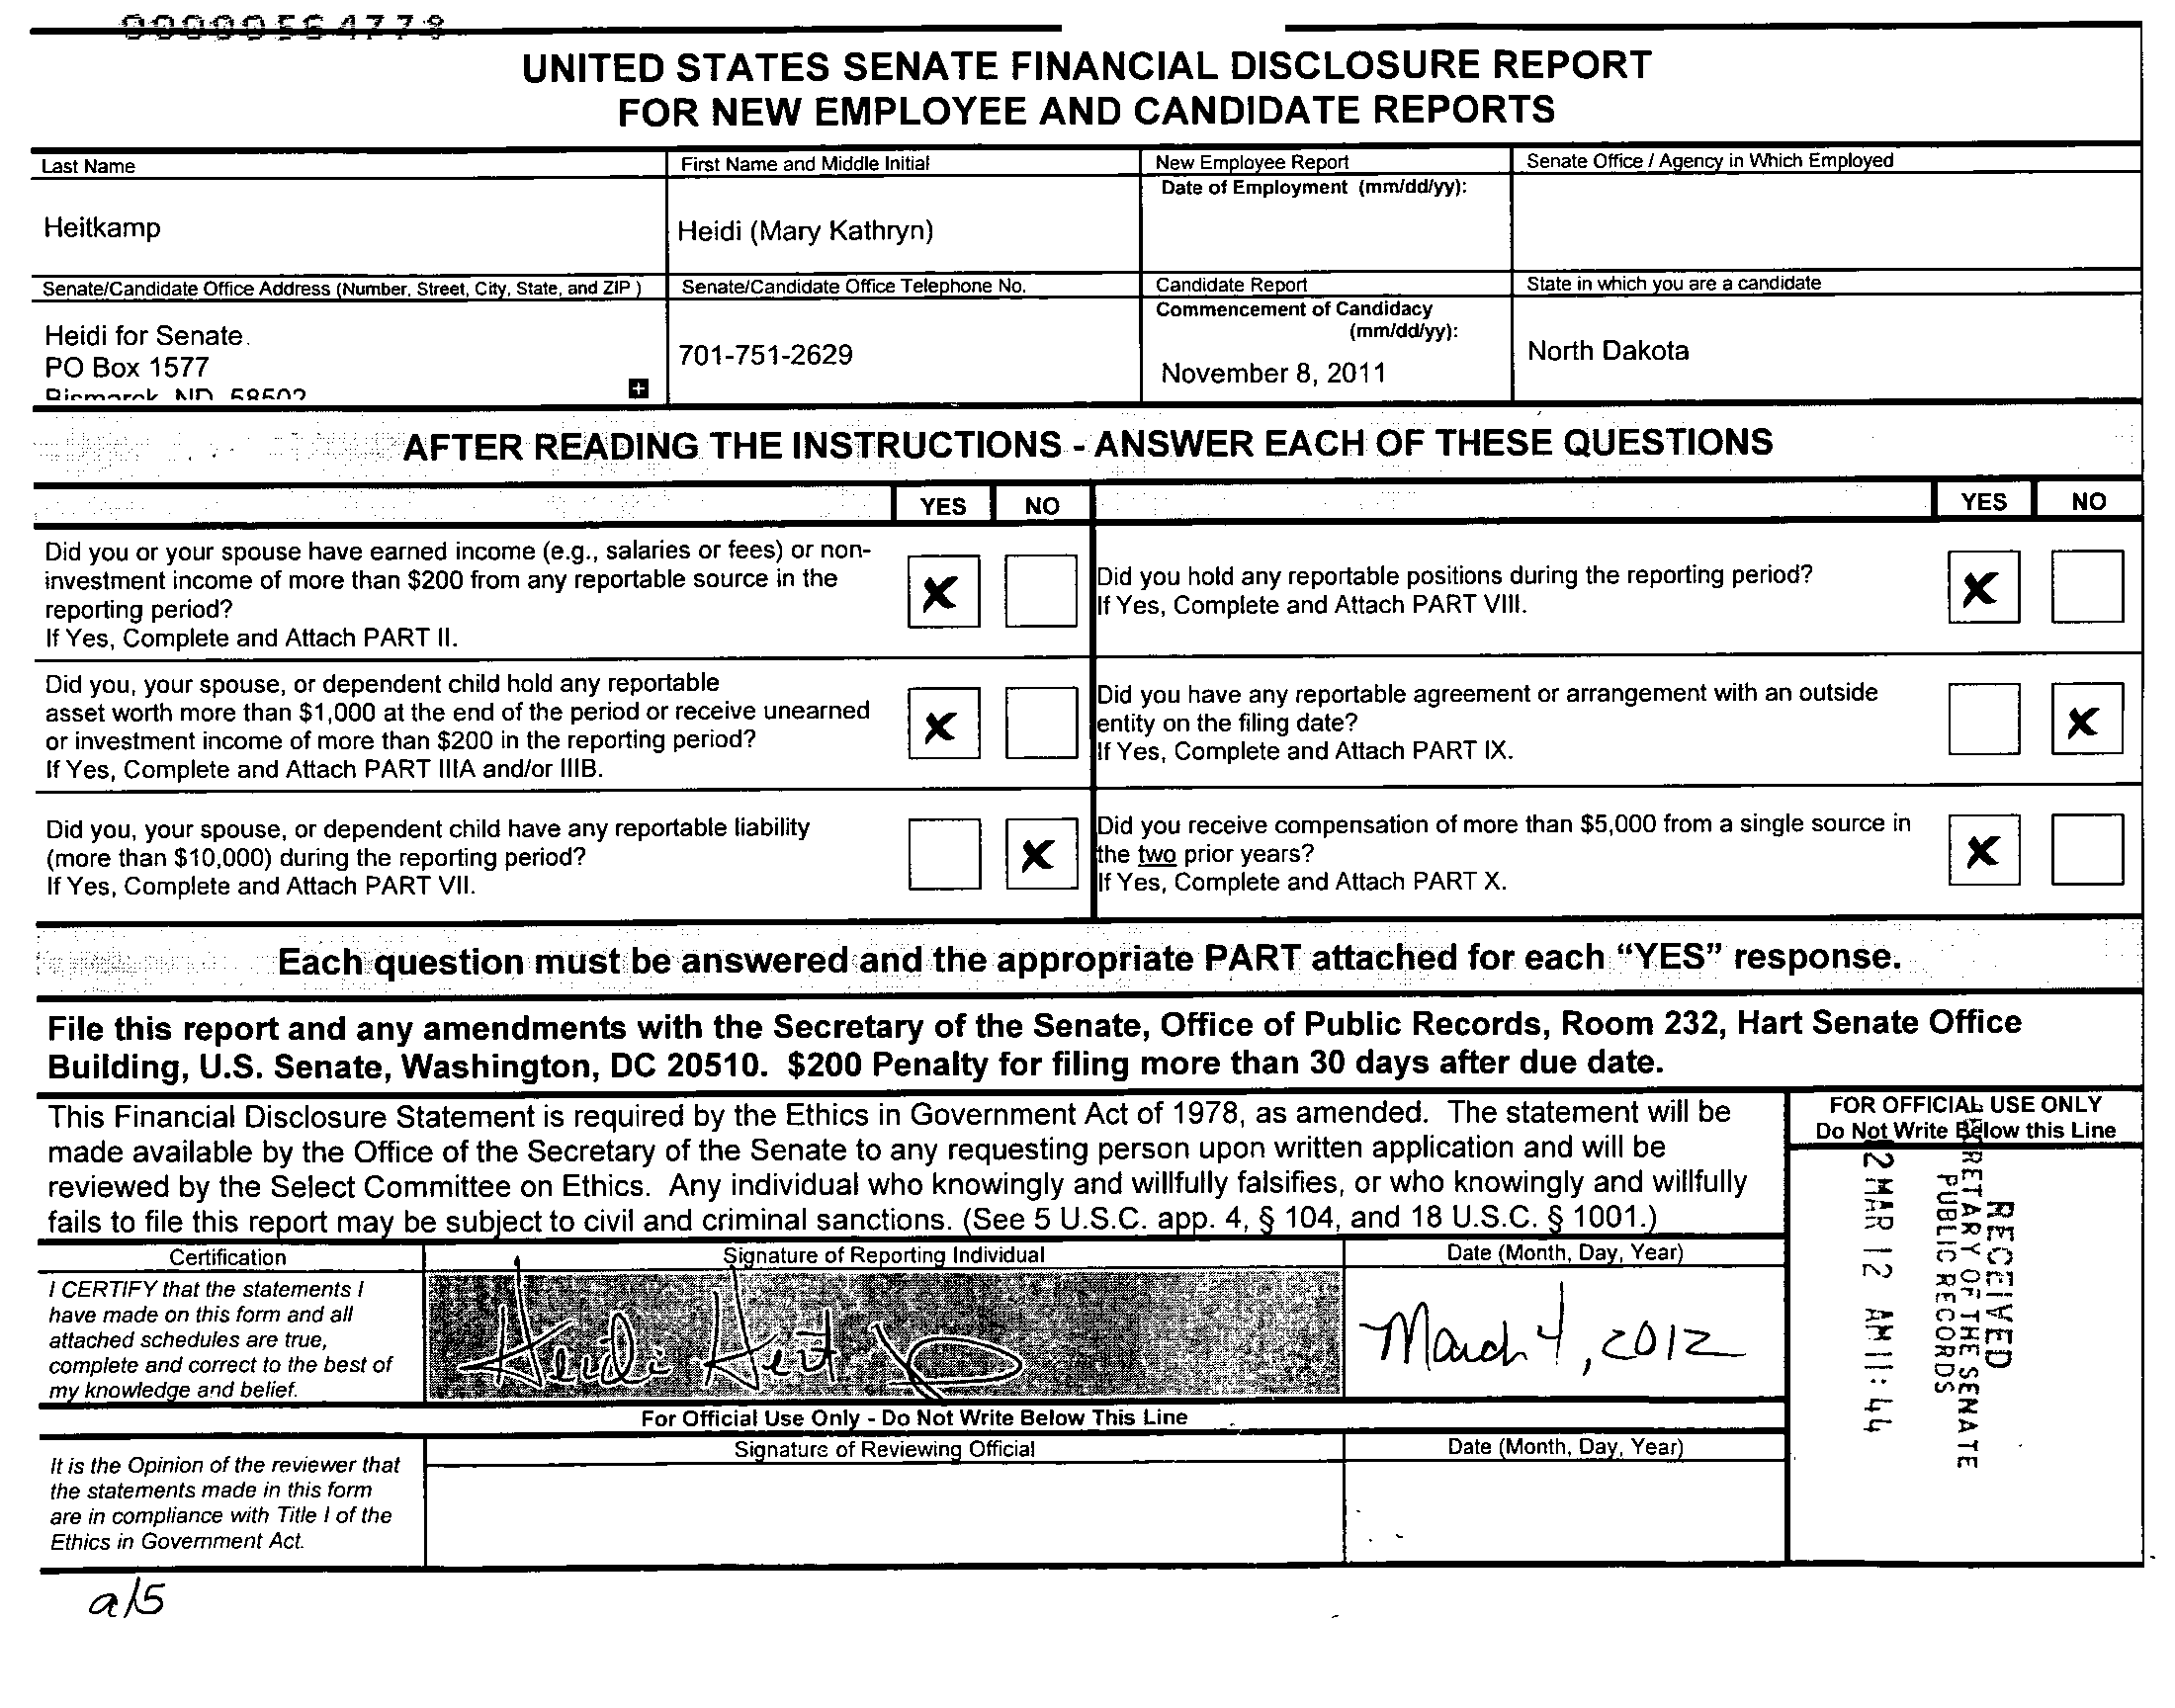 00000564778
UNITED STATES SENATE FINANCIAL DISCLOSURE REPORT
FOR NEW EMPLOYEE AND CANDIDATE REPORTS
Last Name
Heitkamp
First Name and Middle Initial
Heidi (Mary Kathryn)
New Employee Report
Date of Employment (mm/dd/yy):
Senate Office / Agency in Which Employed
Senate/Candidate Office Address (Number, Street, City, State, and ZIP )
Heidi for Senate.
PO Box 1577
Bismarck ND 58502
Senate/Candidate Office Telephone No.
701-751-2629
Candidate Report
Commencement of Candidacy
(mm/dd/yy):
November 8, 2011
State in which you are a candidate
North Dakota
AFTER READING THE INSTRUCTIONS - ANSWER EACH OF THESE QUESTIONS
YES NO
YES NO
Did you or your spouse have earned income (e.g., salaries or fees) or non-
investment income of more than $200 from any reportable source in the
reporting period?
If Yes, Complete and Attach PART II.
X
Did you hold any reportable positions during the reporting period?
If Yes, Complete and Attach PART VIII.
X
Did you, your spouse, or dependent child hold any reportable
asset worth more than $1,000 at the end of the period or receive unearned
or investment income of more than $200 in the reporting period?
If Yes, Complete and Attach PART IIIA and/or IIIB.
X
Did you have any reportable agreement or arrangement with an outside
entity on the filing date?
If Yes, Complete and Attach PART IX.
X
Did you, your spouse, or dependent child have any reportable liability
(more than $10,000) during the reporting period?
If Yes, Complete and Attach PART VII.
X
Did you receive compensation of more than $5,000 from a single source in
the two prior years?
If Yes, Complete and Attach PART X.
X
Each question must be answered and the appropriate PART attached for each “YES” response.
File this report and any amendments with the Secretary of the Senate, Office of Public Records, Room 232, Hart Senate Office
Building, U.S. Senate, Washington, DC 20510. $200 Penalty for filing more than 30 days after due date.
This Financial Disclosure Statement is required by the Ethics in Government Act of 1978, as amended. The statement will be
made available by the Office of the Secretary of the Senate to any requesting person upon written application and will be
reviewed by the Select Committee on Ethics. Any individual who knowingly and willfully falsifies, or who knowingly and willfully
fails to file this report may be subject to civil and criminal sanctions. (See 5 U.S.C. app. 4, § 104, and 18 U.S.C. § 1001.)
FOR OFFICIAL USE ONLY
Do Not Write Below this Line
RECEIVED
SECRETARY OF THE SENATE
PUBLIC RECORDS
2 MAR 12 AM 11:44
Certification
I CERTIFY that the statements I
have made on this form and all
attached schedules are true,
complete and correct to the best of
my knowledge and belief.
Signature of Reporting Individual
Heidi Heit
Date (Month, Day, Year)
March 4, 2012
For Official Use Only - Do Not Write Below This Line
It is the Opinion of the reviewer that
the statements made in this form
are in compliance with Title I of the
Ethics in Government Act.
Signature of Reviewing Official
Date (Month, Day, Year)
a/5